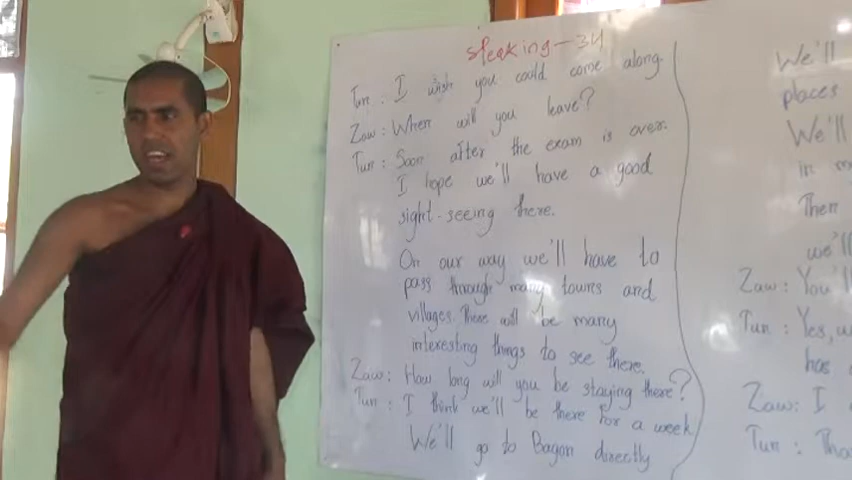 speaking - 34
Tun: I wish you could come along.
Zaw: When will you leave?
Tun: Soon after the exam is over.
I hope we'll have a good
sight-seeing there.
On our way we'll have to
pass through many towns and
villages. There will be many
interesting things to see there.
Zaw: How long will you be staying there?
Tun: I think we'll be there for a week.
We'll go to Bagan directly
We'll
places
We'll
in
Then
we'll
Zaw: You'll
Tun: Yes,
has
Zaw: I
Tun: